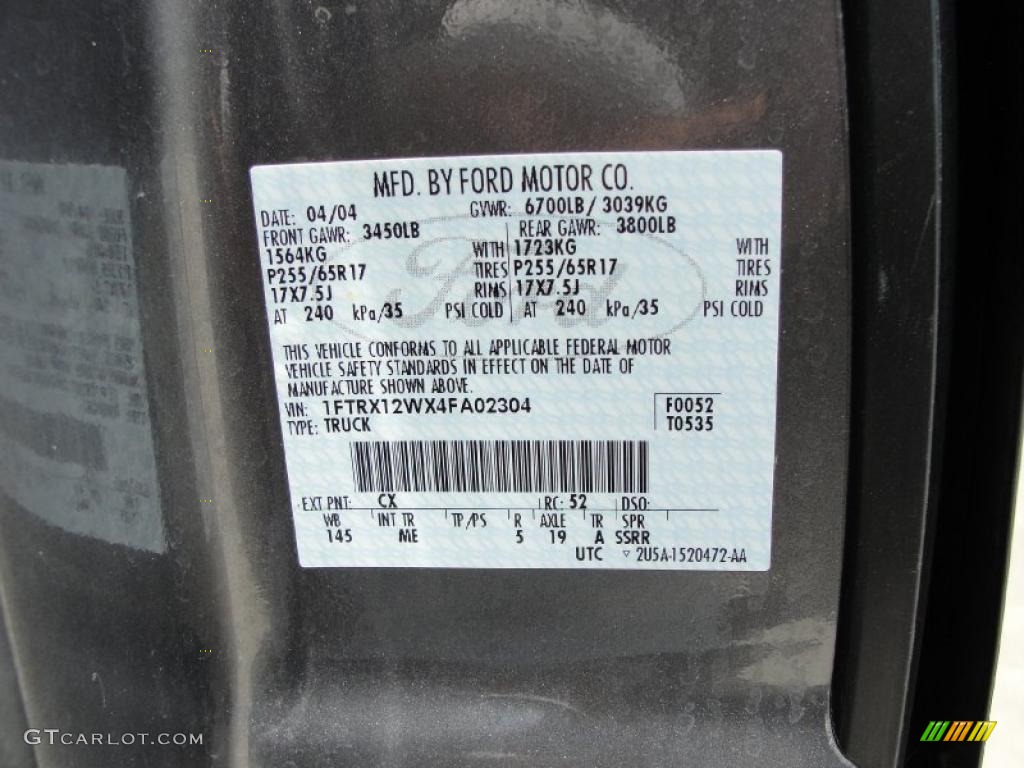 MFD. BY FORD MOTOR CO.
DATE: 04/04 GVWR: 6700LB/ 3039KG
FRONT GAWR: 3450LB REAR GAWR: 3800LB
1564KG WITH 1723KG WITH
P255/65R17 TIRES P255/65R17 TIRES
17X7.5J RIMS 17X7.5J RIMS
AT 240 kPa/35 PSI COLD AT 240 kPa/35 PSI COLD
Ford
THIS VEHICLE CONFORMS TO ALL APPLICABLE FEDERAL MOTOR
VEHICLE SAFETY STANDARDS IN EFFECT ON THE DATE OF
MANUFACTURE SHOWN ABOVE.
VIN: 1FTRX12WX4FA02304 F0052
TYPE: TRUCK T0535
EXT PNT: CX RC: 52 DSO:
WB INT TR TP/PS R AXLE TR SPR
145 ME 5 19 A SSRR
UTC ▽ 2U5A-1520472-AA
GTCARLOT.COM